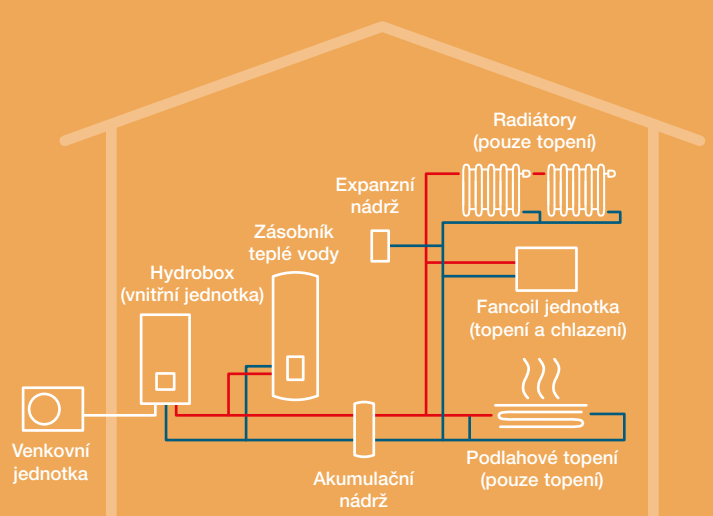 Radiátory
(pouze topení)
Expanzní
nádrž
Zásobník
teplé vody
Hydrobox
(vnitřní jednotka)
Fancoil jednotka
(topení a chlazení)
Venkovní
jednotka
Akumulační
nádrž
Podlahové topení
(pouze topení)